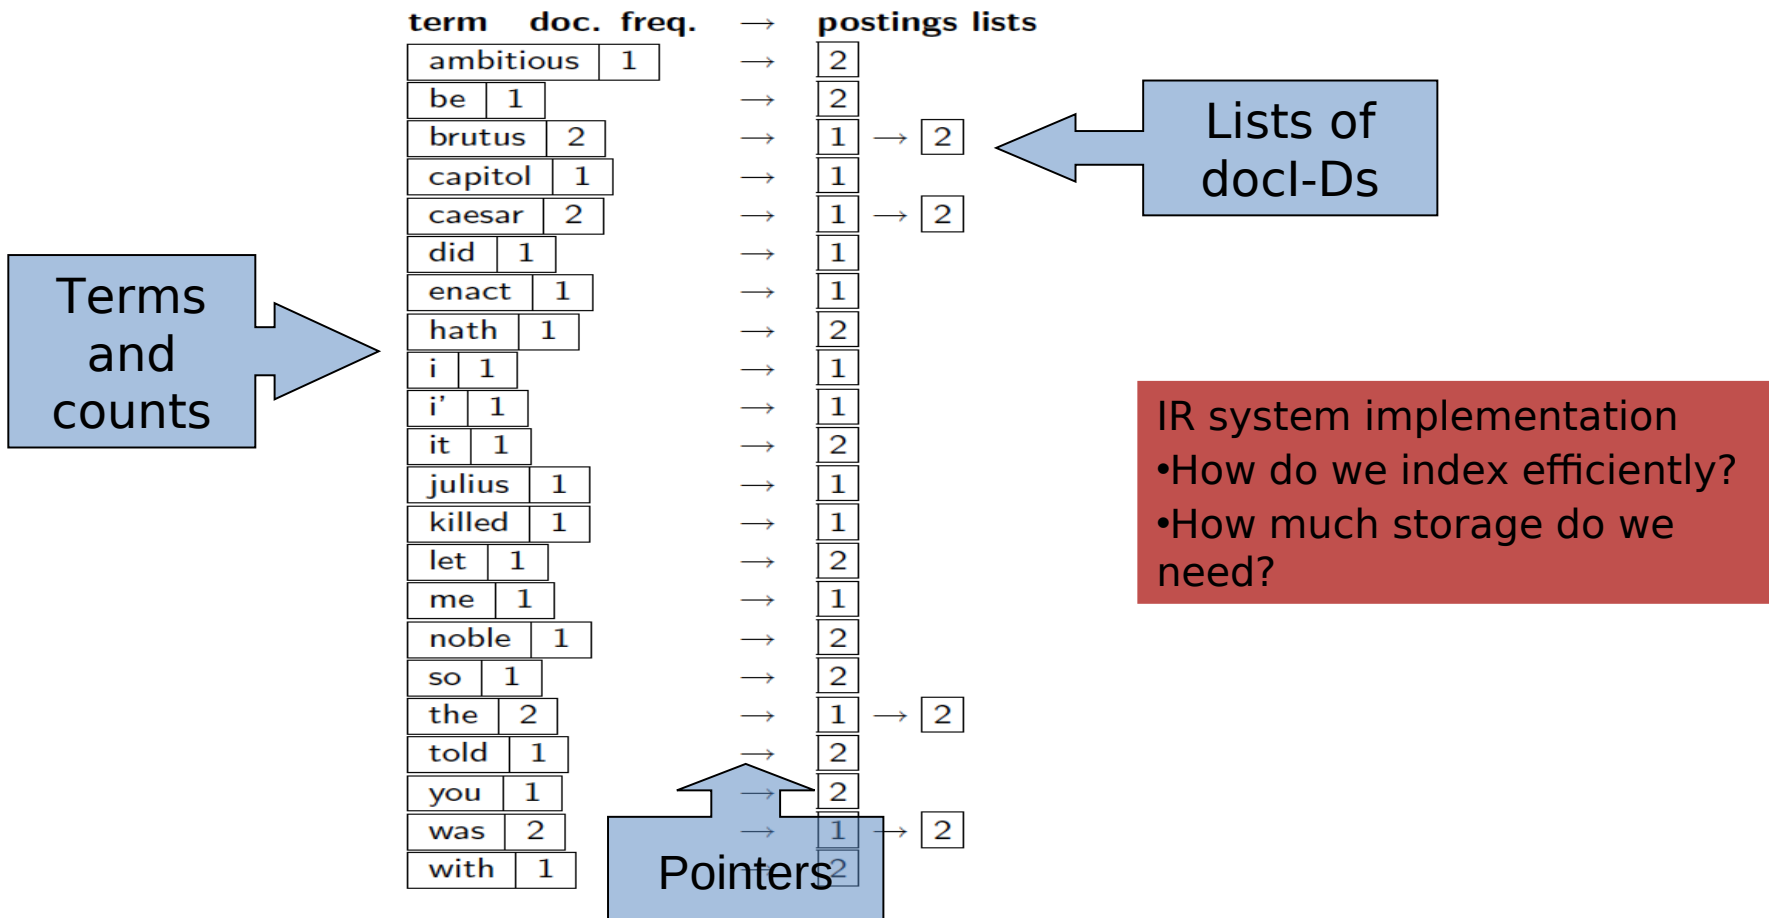 term doc. freq. → postings lists
ambitious 1 → 2
be 1 → 2
brutus 2 → 1 → 2
capitol 1 → 1
caesar 2 → 1 → 2
did 1 → 1
enact 1 → 1
hath 1 → 2
i 1 → 1
i' 1 → 1
it 1 → 2
julius 1 → 1
killed 1 → 1
let 1 → 2
me 1 → 1
noble 1 → 2
so 1 → 2
the 2 → 1 → 2
told 1 → 2
you 1 → 2
was 2 → 1 → 2
with 1 → 2
Terms
and
counts
Lists of
docI-Ds
IR system implementation
•How do we index efficiently?
•How much storage do we
need?
Pointers